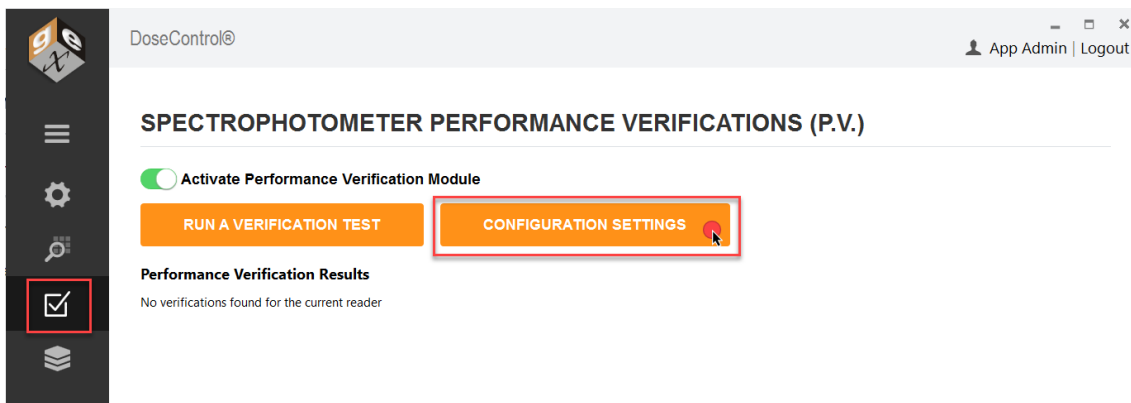 gex
DoseControl®
App Admin | Logout
SPECTROPHOTOMETER PERFORMANCE VERIFICATIONS (P.V.)
Activate Performance Verification Module
RUN A VERIFICATION TEST
CONFIGURATION SETTINGS
Performance Verification Results
No verifications found for the current reader